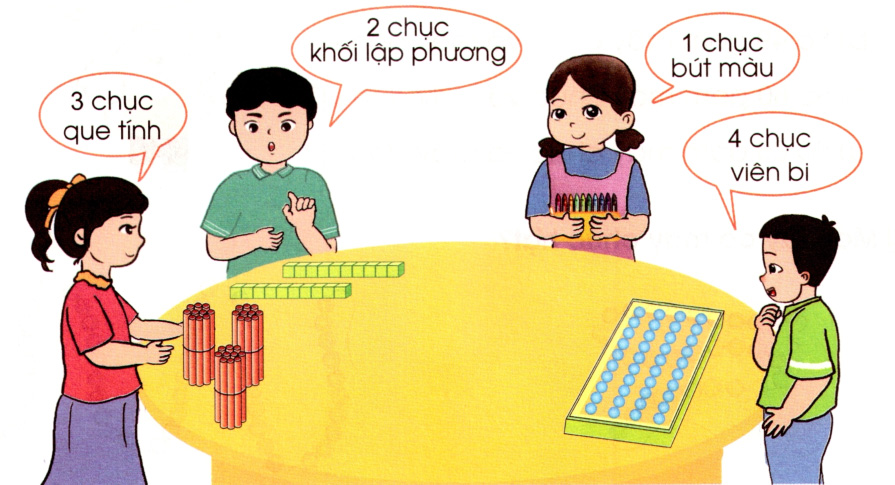 3 chục
que tính
2 chục
khối lập phương
1 chục
bút màu
4 chục
viên bi